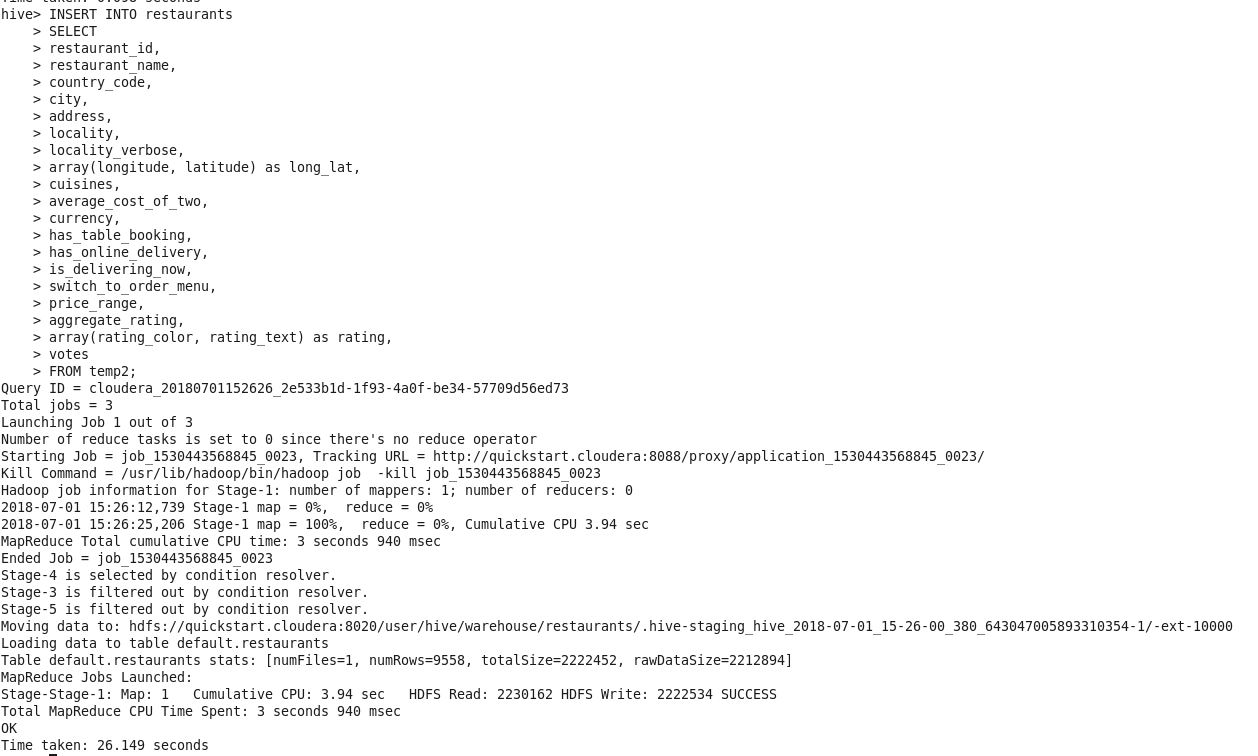 Time taken: 0.098 seconds
hive> INSERT INTO restaurants
    > SELECT
    > restaurant_id,
    > restaurant_name,
    > country_code,
    > city,
    > address,
    > locality,
    > locality_verbose,
    > array(longitude, latitude) as long_lat,
    > cuisines,
    > average_cost_of_two,
    > currency,
    > has_table_booking,
    > has_online_delivery,
    > is_delivering_now,
    > switch_to_order_menu,
    > price_range,
    > aggregate_rating,
    > array(rating_color, rating_text) as rating,
    > votes
    > FROM temp2;
Query ID = cloudera_20180701152626_2e533b1d-1f93-4a0f-be34-57709d56ed73
Total jobs = 3
Launching Job 1 out of 3
Number of reduce tasks is set to 0 since there's no reduce operator
Starting Job = job_1530443568845_0023, Tracking URL = http://quickstart.cloudera:8088/proxy/application_1530443568845_0023/
Kill Command = /usr/lib/hadoop/bin/hadoop job  -kill job_1530443568845_0023
Hadoop job information for Stage-1: number of mappers: 1; number of reducers: 0
2018-07-01 15:26:12,739 Stage-1 map = 0%,  reduce = 0%
2018-07-01 15:26:25,206 Stage-1 map = 100%,  reduce = 0%, Cumulative CPU 3.94 sec
MapReduce Total cumulative CPU time: 3 seconds 940 msec
Ended Job = job_1530443568845_0023
Stage-4 is selected by condition resolver.
Stage-3 is filtered out by condition resolver.
Stage-5 is filtered out by condition resolver.
Moving data to: hdfs://quickstart.cloudera:8020/user/hive/warehouse/restaurants/.hive-staging_hive_2018-07-01_15-26-00_380_643047005893310354-1/-ext-10000
Loading data to table default.restaurants
Table default.restaurants stats: [numFiles=1, numRows=9558, totalSize=2222452, rawDataSize=2212894]
MapReduce Jobs Launched:
Stage-Stage-1: Map: 1   Cumulative CPU: 3.94 sec   HDFS Read: 2230162 HDFS Write: 2222534 SUCCESS
Total MapReduce CPU Time Spent: 3 seconds 940 msec
OK
Time taken: 26.149 seconds